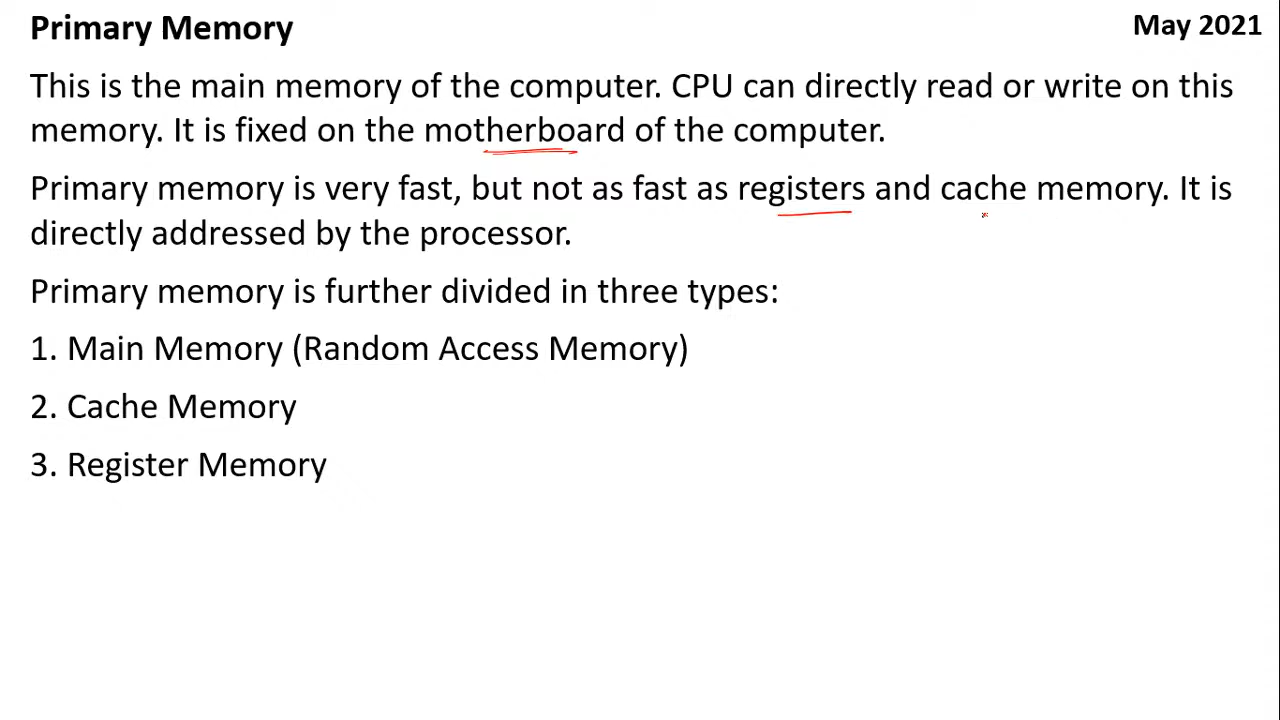 Primary Memory
May 2021
This is the main memory of the computer. CPU can directly read or write on this
memory. It is fixed on the motherboard of the computer.
Primary memory is very fast, but not as fast as registers and cache memory. It is
directly addressed by the processor.
Primary memory is further divided in three types:
1. Main Memory (Random Access Memory)
2. Cache Memory
3. Register Memory